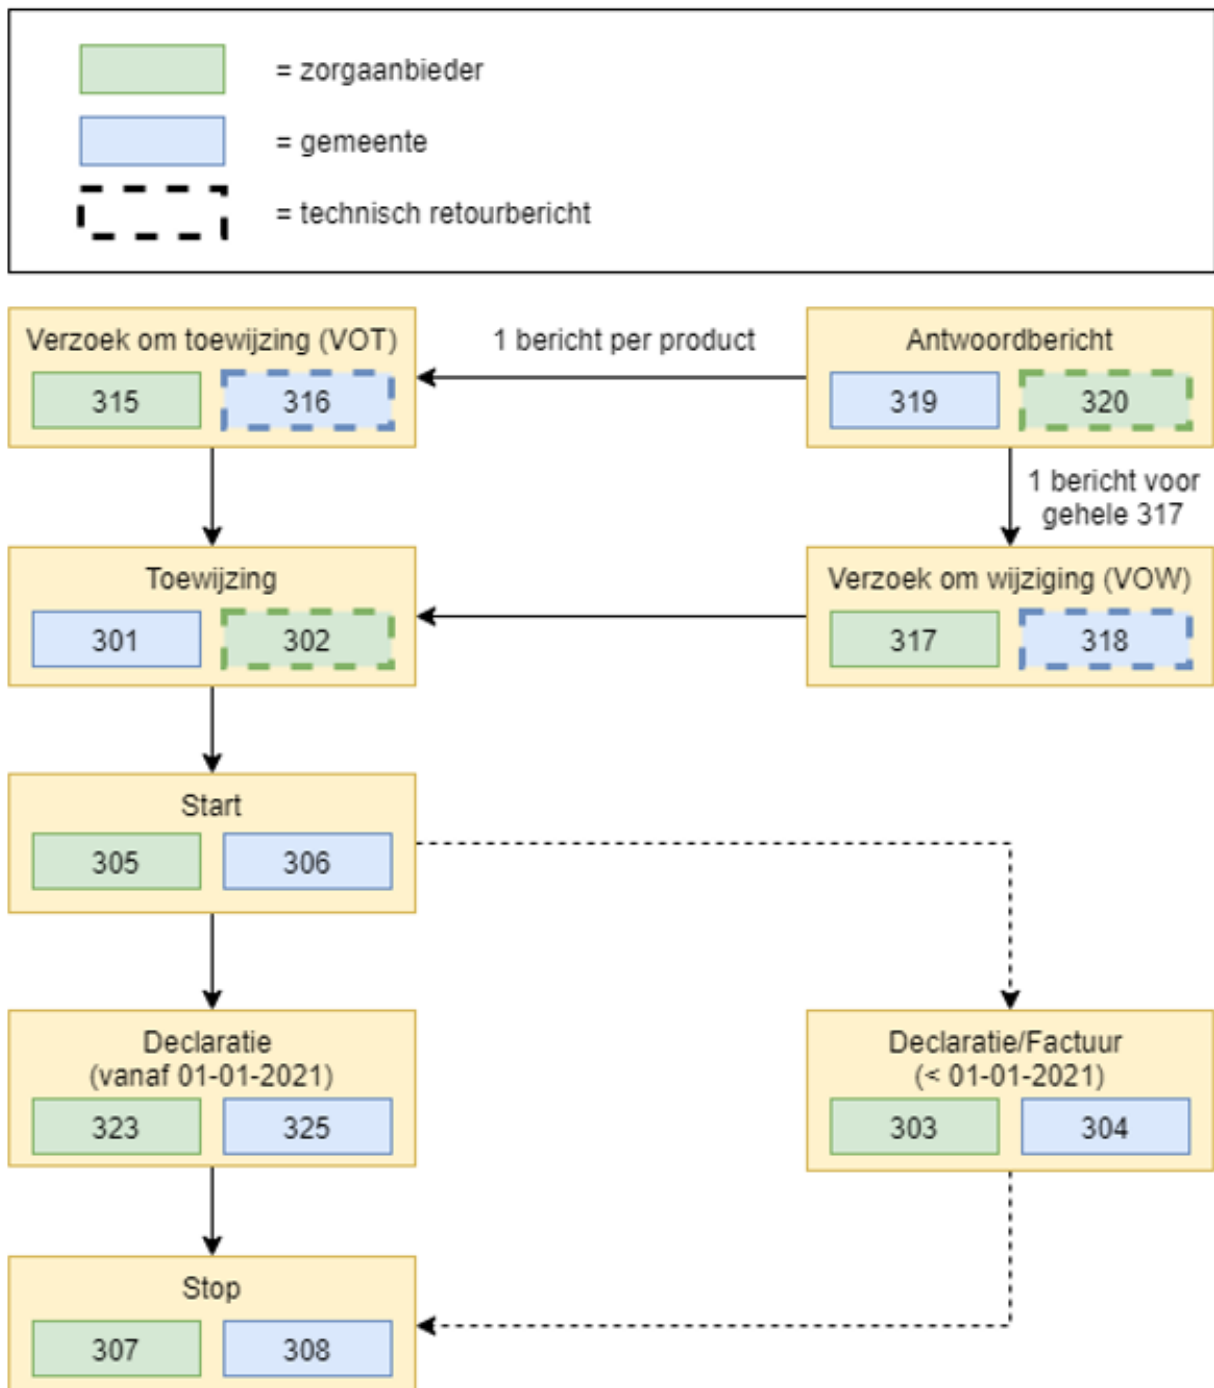 = zorgaanbieder
= gemeente
= technisch retourbericht
Verzoek om toewijzing (VOT)
315 316
1 bericht per product
Antwoordbericht
319 320
1 bericht voor
gehele 317
Toewijzing
301 302
Verzoek om wijziging (VOW)
317 318
Start
305 306
Declaratie
(vanaf 01-01-2021)
323 325
Declaratie/Factuur
(< 01-01-2021)
303 304
Stop
307 308